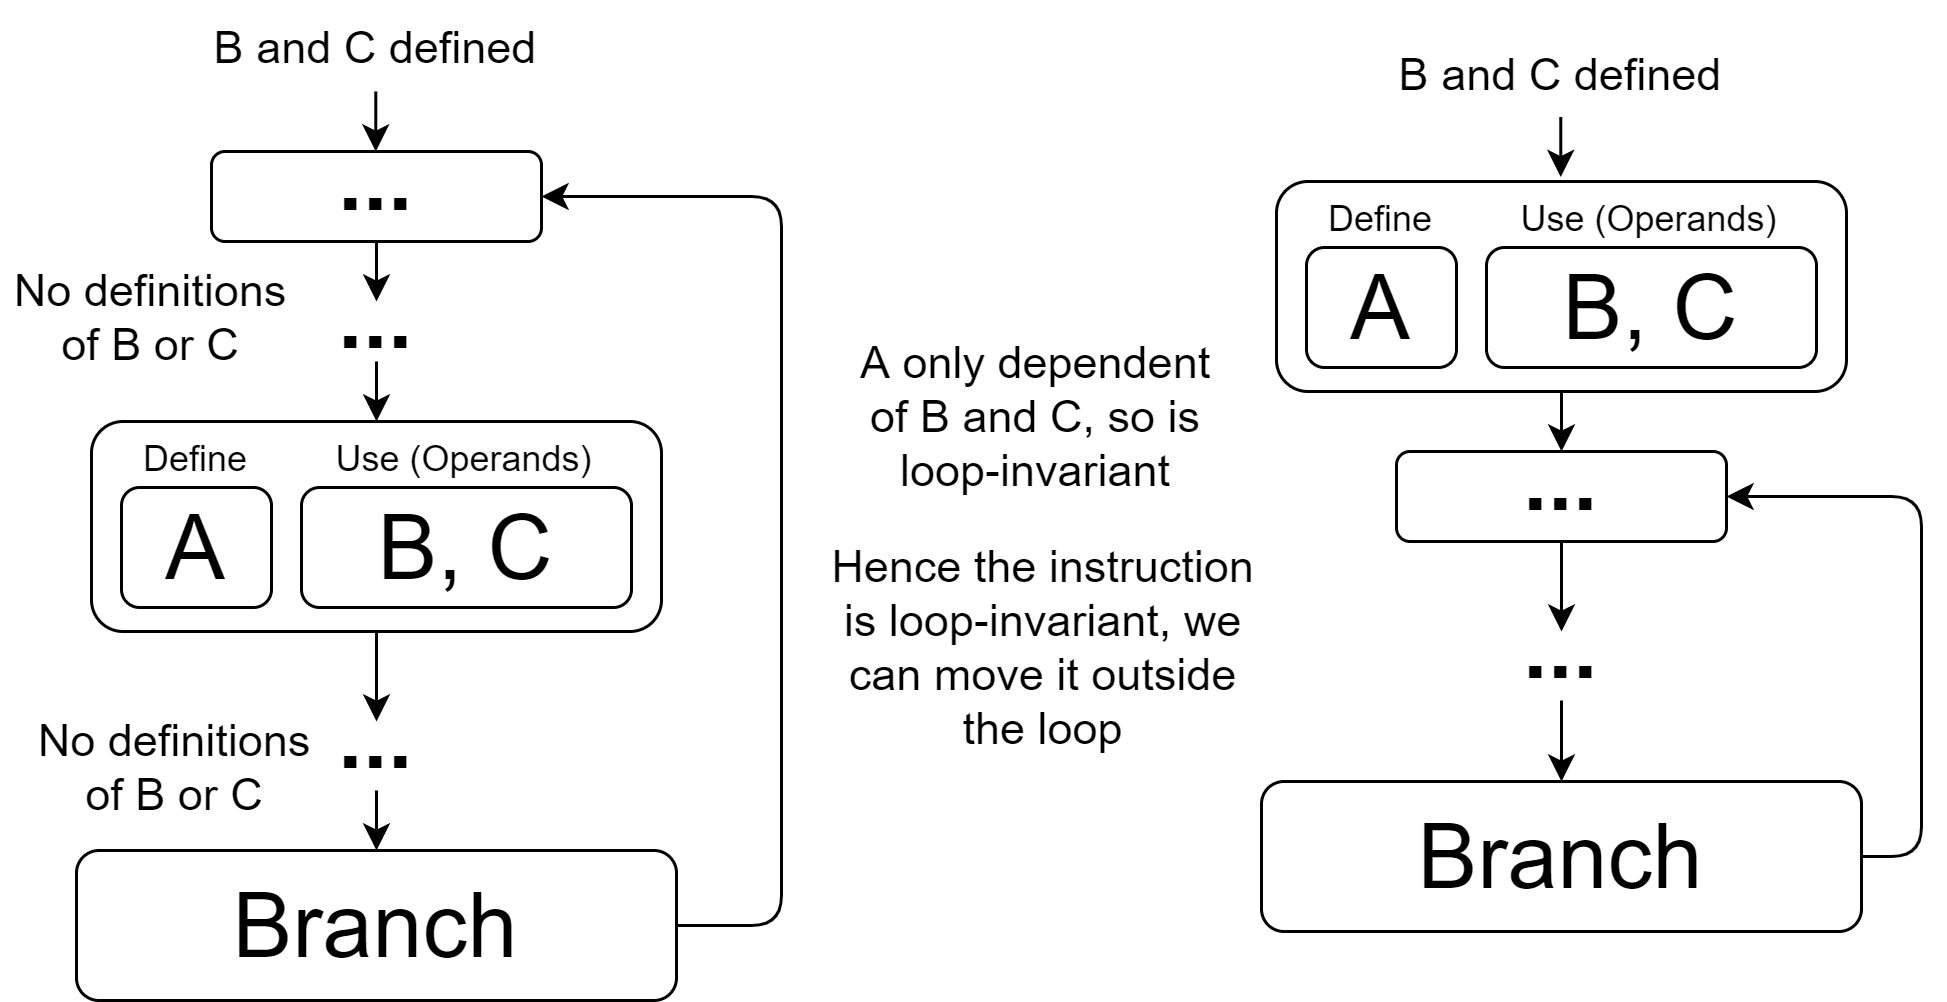 B and C defined
...
No definitions
of B or C
...
Define Use (Operands)
A B, C
No definitions
of B or C
...
Branch
A only dependent
of B and C, so is
loop-invariant
Hence the instruction
is loop-invariant, we
can move it outside
the loop
B and C defined
Define Use (Operands)
A B, C
...
...
Branch